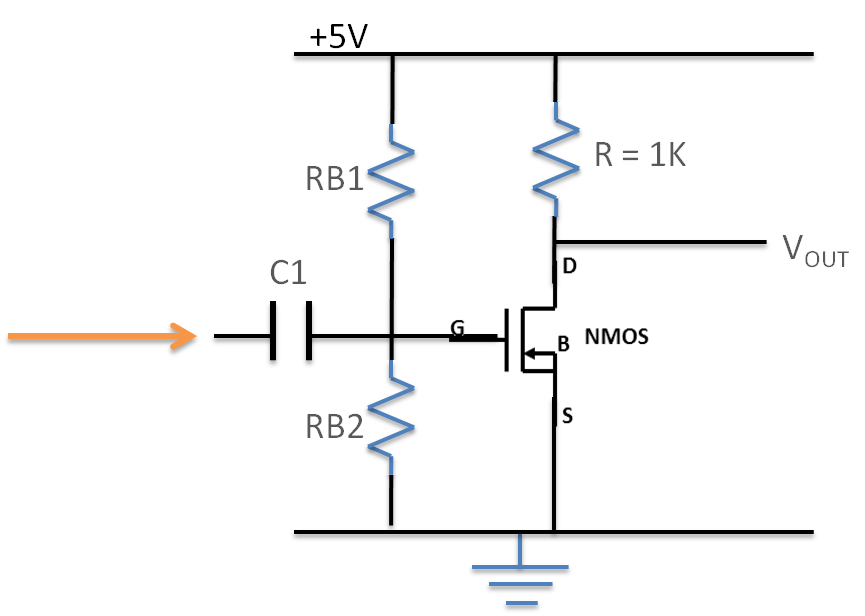 +5V
RB1
R = 1K
VOUT
C1
D
G
B
NMOS
S
RB2